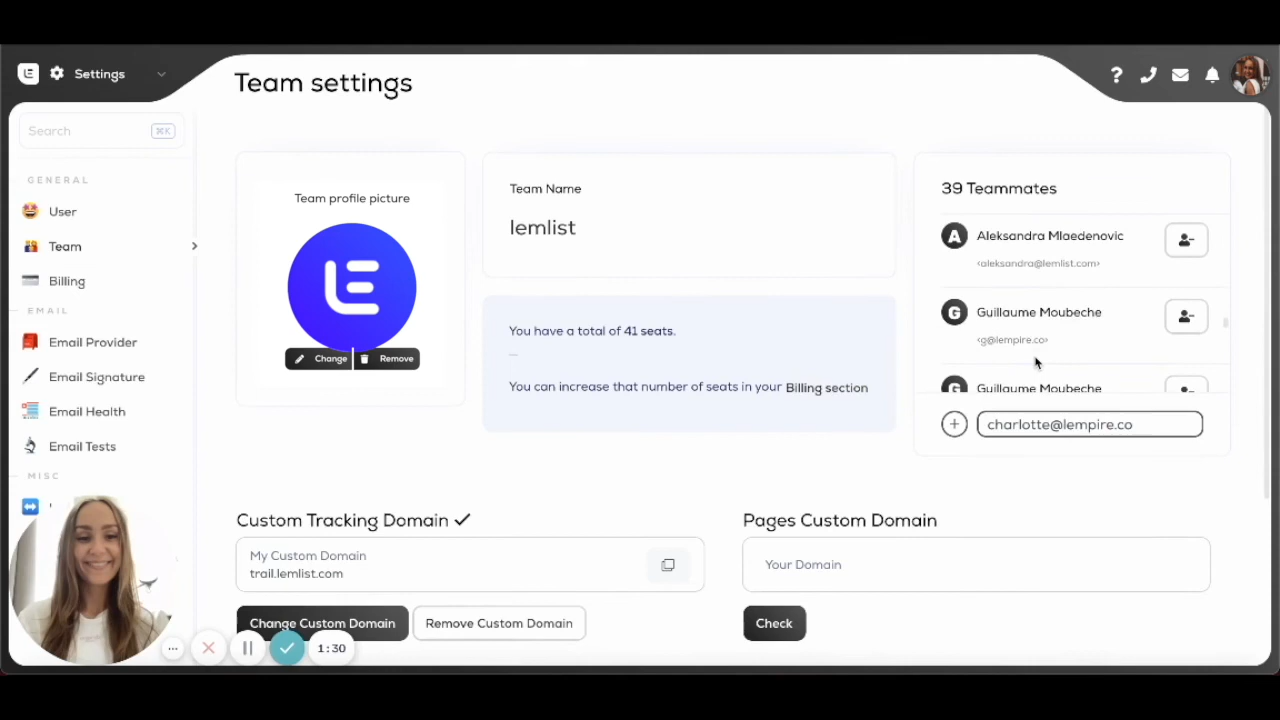 Settings
Team settings
Search
⌘K
GENERAL
User
Team
Billing
EMAIL
Email Provider
Email Signature
Email Health
Email Tests
MISC
Team profile picture
LE
Change
Remove
Team Name
lemlist
You have a total of 41 seats.
You can increase that number of seats in your Billing section
39 Teammates
A
Aleksandra Mlaedenovic
<aleksandra@lemlist.com>
G
Guillaume Moubeche
<g@lempire.co>
G
Guillaume Moubeche
charlotte@lempire.co
Custom Tracking Domain
My Custom Domain
trail.lemlist.com
Change Custom Domain
Remove Custom Domain
Pages Custom Domain
Your Domain
Check
1:30